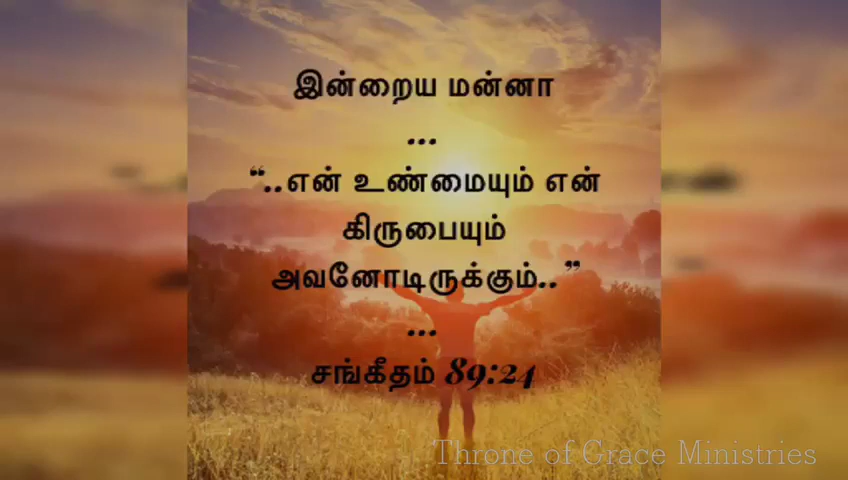 இன்றைய மன்னா
...
“..என் உண்மையும் என்
கிருபையும்
அவனோடிருக்கும்..”
...
சங்கீதம் 89:24
Throne of Grace Ministries